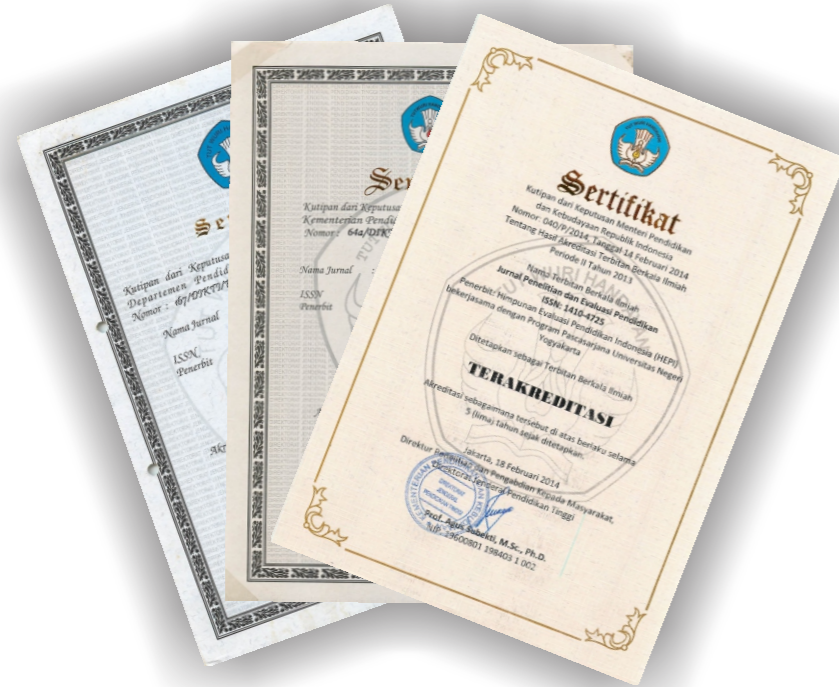 Kutipan dari Keputusa
Departemen Pendid
Nomor :
Nama Jurnal
ISSN
Penerbit
Kutipan dari Keputusa
Kementerian Pendi
Nomor : 64a/DIKT
Nama Jurnal :
ISSN
Penerbit
Sertifikat
Kutipan dari Keputusan Menteri Pendidikan
dan Kebudayaan Republik Indonesia
Nomor: 040/P/2014, Tanggal 14 Februari 2014
Tentang Hasil Akreditasi Terbitan Berkala Ilmiah
Periode II Tahun 2013
Nama Terbitan Berkala Ilmiah
Jurnal Penelitian dan Evaluasi Pendidikan
ISSN: 1410-4725
Penerbit: Himpunan Evaluasi Pendidikan Indonesia (HEPI)
bekerjasama dengan Program Pascasarjana Universitas Negeri
Yogyakarta
Ditetapkan sebagai Terbitan Berkala Ilmiah
TERAKREDITASI
Akreditasi sebagaimana tersebut di atas berlaku selama
5 (lima) tahun sejak ditetapkan.
Jakarta, 18 Februari 2014
Direktur Penelitian dan Pengabdian Kepada Masyarakat,
Direktorat Jenderal Pendidikan Tinggi
Prof. Agus Subekti, M.Sc., Ph.D.
NIP. 19600801 198403 1 002